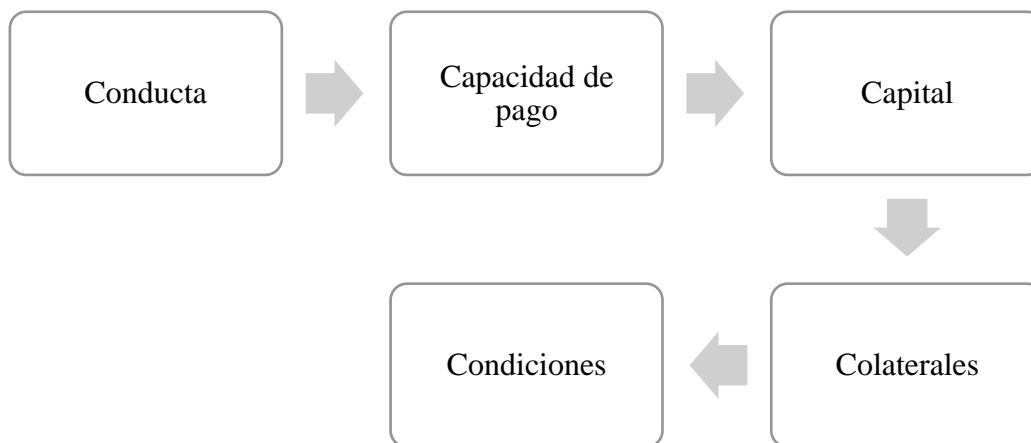 Conducta
Capacidad de
pago
Capital
Colaterales
Condiciones